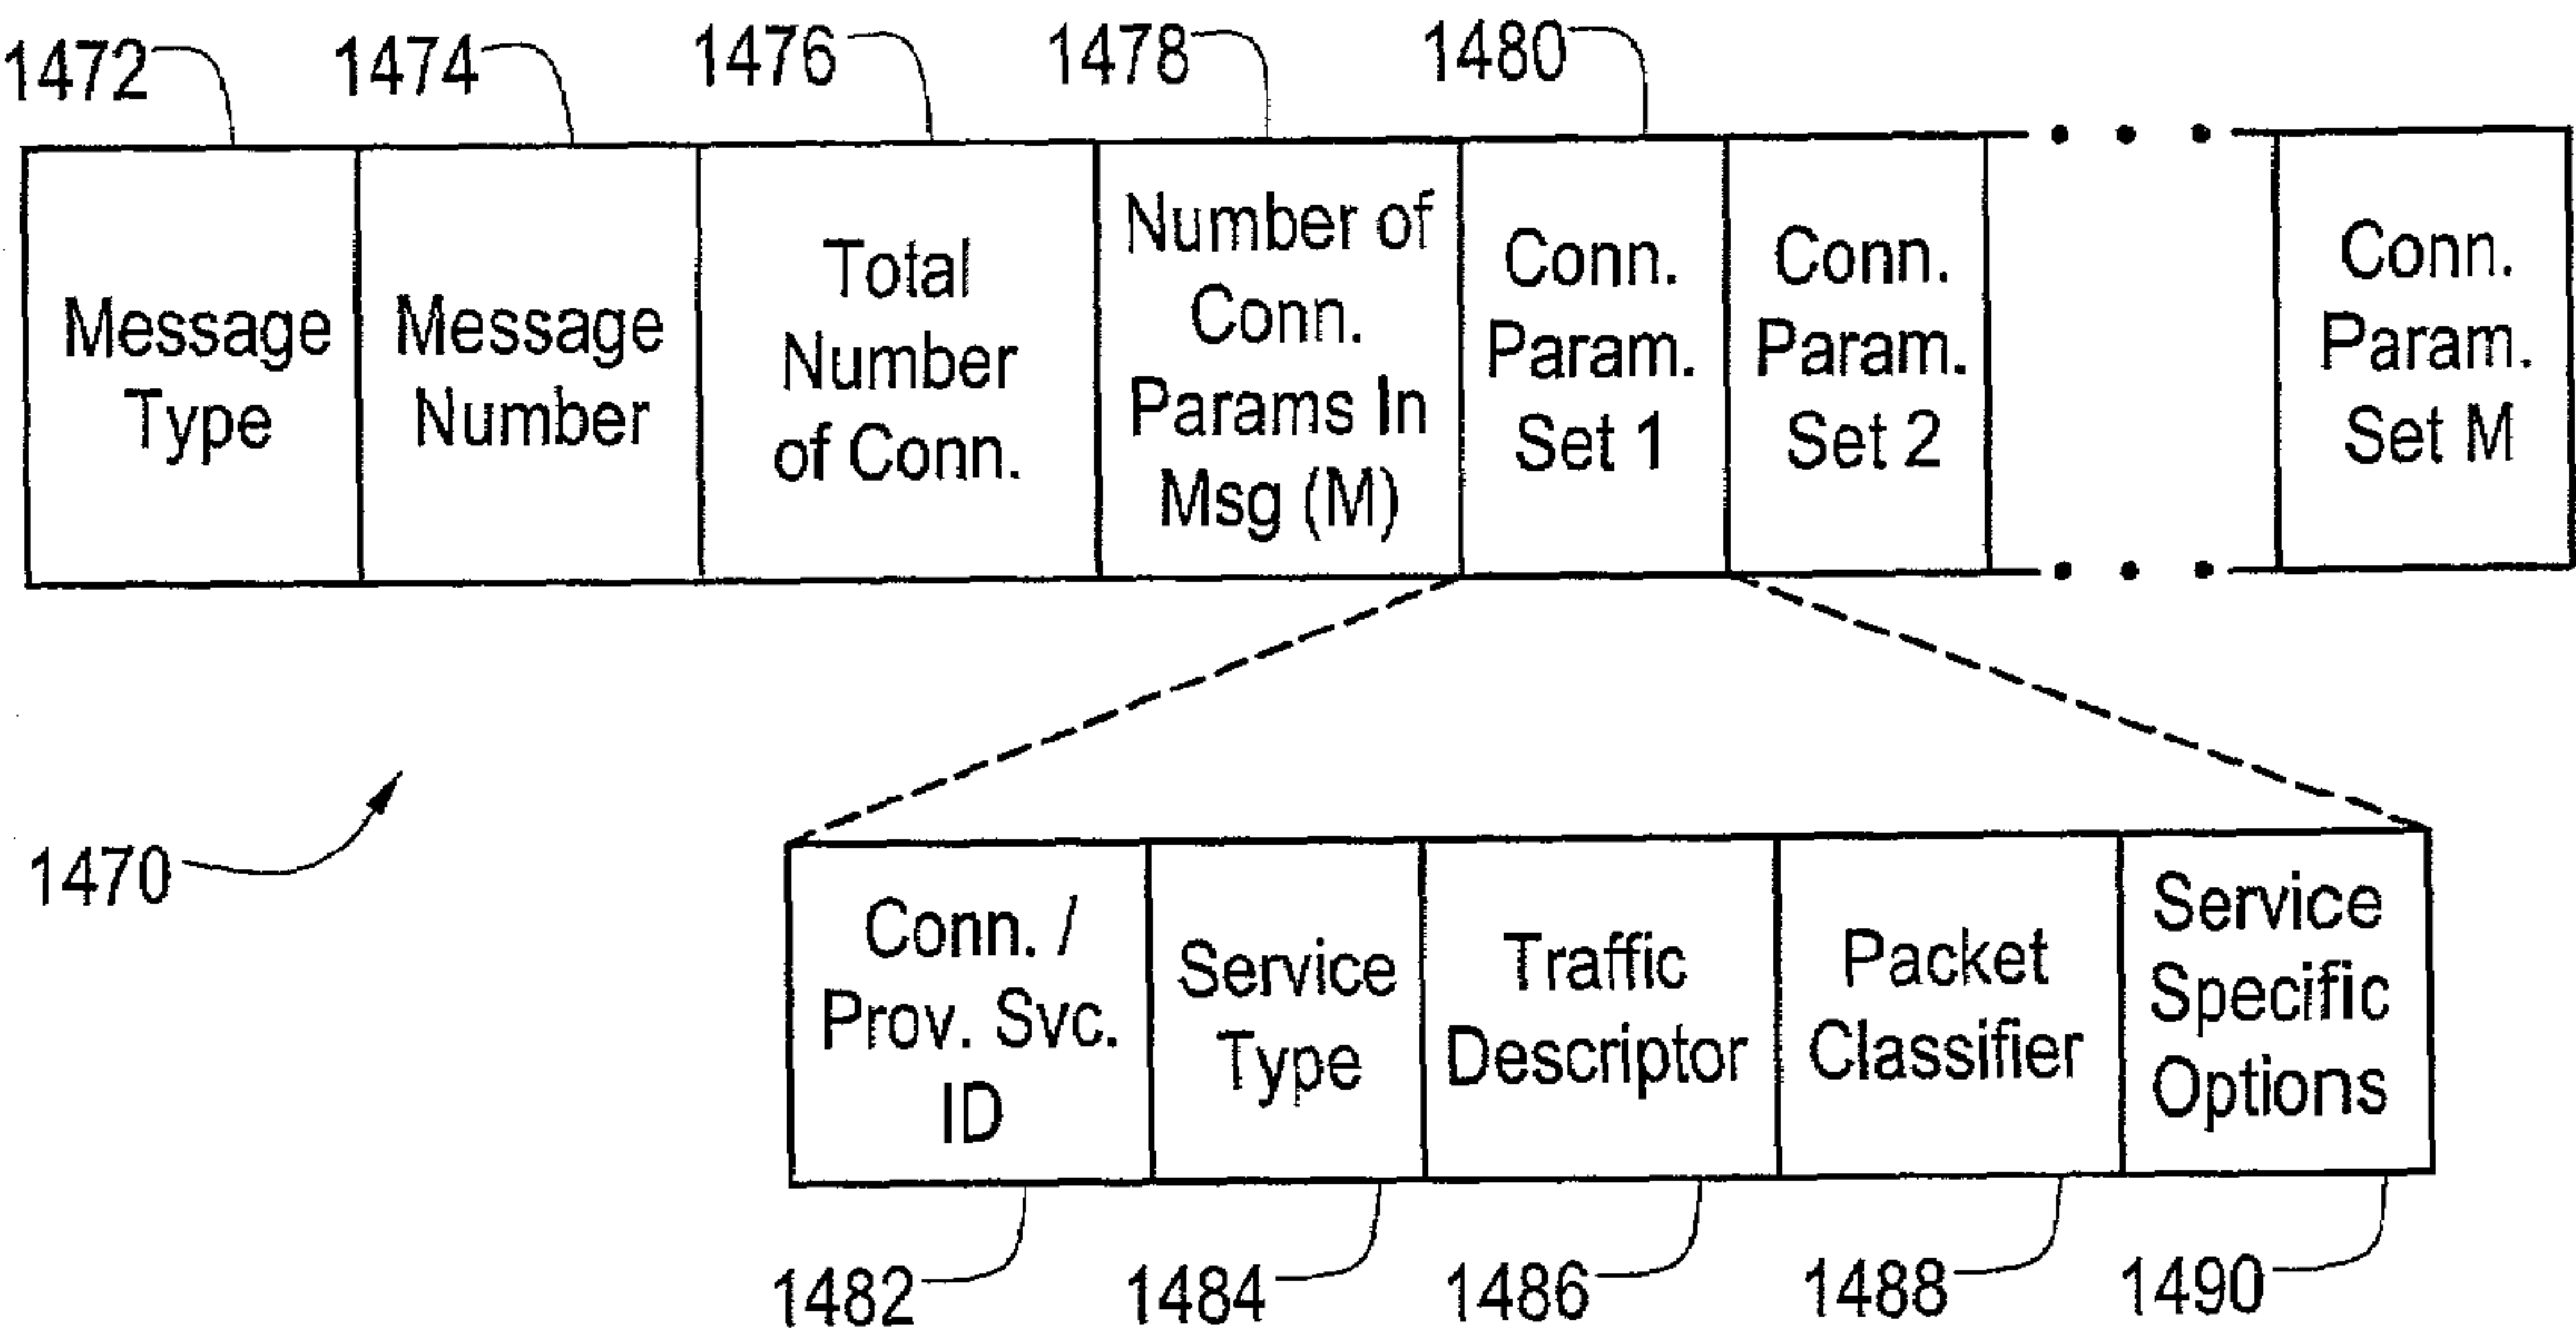 1472 1474 1476 1478 1480
Message
Type
Message
Number
Total
Number
of Conn.
Number of
Conn.
Params In
Msg (M)
Conn.
Param.
Set 1
Conn.
Param.
Set 2
Conn.
Param.
Set M
1470
Conn. /
Prov. Svc.
ID
Service
Type
Traffic
Descriptor
Packet
Classifier
Service
Specific
Options
1482 1484 1486 1488 1490